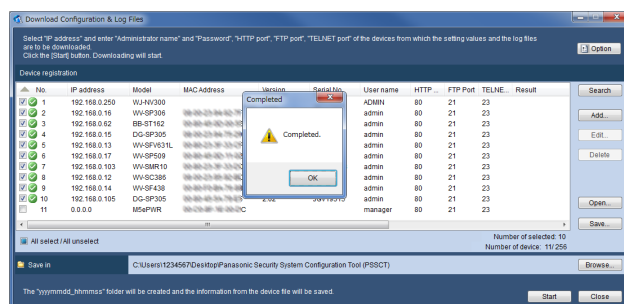 Download Configuration & Log Files
Select "IP address" and enter "Administrator name" and "Password", "HTTP port", "FTP port", "TELNET port" of the devices from which the setting values and the log files
are to be downloaded.
Click the [Start] button. Downloading will start.
Option
Device registration
No. IP address Model MAC Address Version Serial No. User name HTTP ... FTP Port TELNE... Result
1 192.168.0.250 WJ-NV300 ADMIN 80 21 23
2 192.168.0.16 WV-SP306 admin 80 21 23
3 192.168.0.62 BB-ST162 admin 80 21 23
4 192.168.0.15 DG-SP305 admin 80 21 23
5 192.168.0.13 WV-SFV631L admin 80 21 23
6 192.168.0.17 WV-SP509 admin 80 21 23
7 192.168.0.103 WV-SMR10 admin 80 21 23
8 192.168.0.12 WV-SC386 admin 80 21 23
9 192.168.0.14 WV-SF438 admin 80 21 23
10 192.168.0.105 DG-SP305 admin 80 21 23
11 0.0.0.0 M5ePWR manager 80 21 23
Completed
Completed.
OK
Search
Add...
Edit...
Delete
Open...
Save...
All select / All unselect
Number of selected: 10
Number of device: 11/ 256
Save in C:\Users\1234567\Desktop\Panasonic Security System Configuration Tool (PSSCT) Browse...
The "yyyymmdd_hhmmss" folder will be created and the information from the device file will be saved.
Start Close